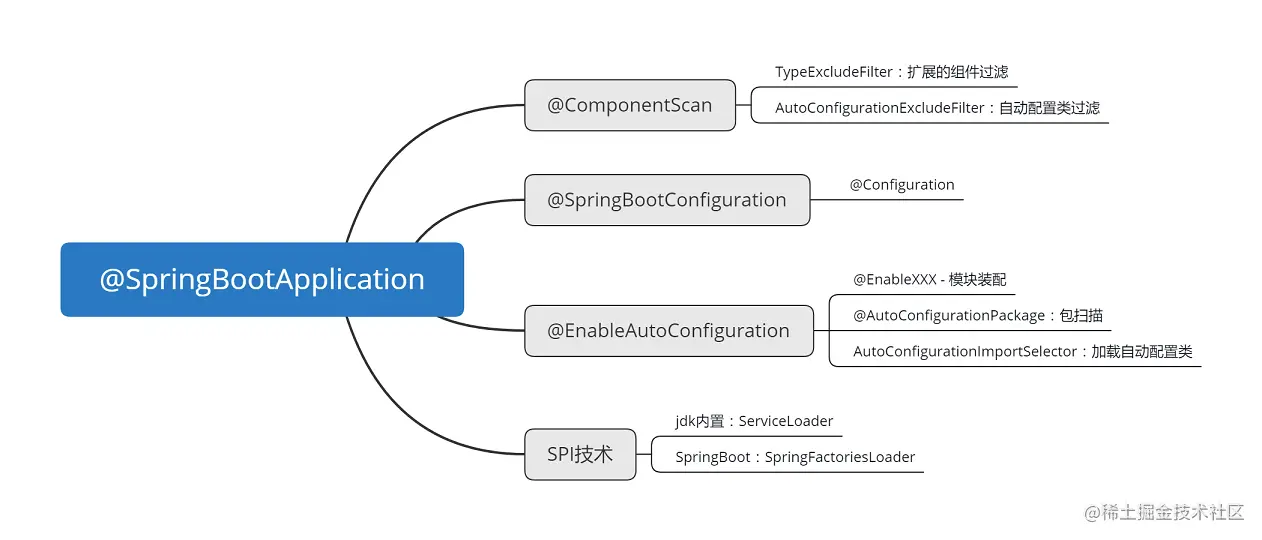 @SpringBootApplication
@ComponentScan
TypeExcludeFilter：扩展的组件过滤
AutoConfigurationExcludeFilter：自动配置类过滤
@SpringBootConfiguration
@Configuration
@EnableAutoConfiguration
@EnableXXX - 模块装配
@AutoConfigurationPackage：包扫描
AutoConfigurationImportSelector：加载自动配置类
SPI技术
jdk内置：ServiceLoader
SpringBoot：SpringFactoriesLoader
@稀土掘金技术社区